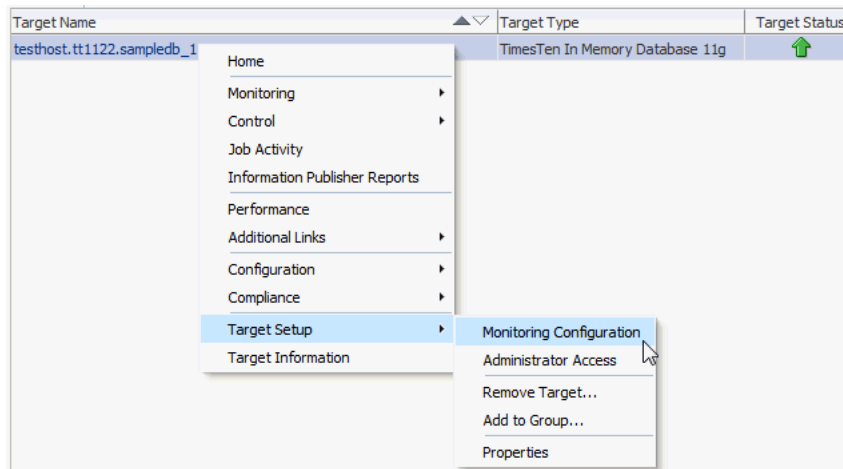 Target Name Target Type Target Status
testhost.tt1122.sampledb_1 TimesTen In Memory Database 11g
Home
Monitoring
Control
Job Activity
Information Publisher Reports
Performance
Additional Links
Configuration
Compliance
Target Setup
Target Information
Monitoring Configuration
Administrator Access
Remove Target...
Add to Group...
Properties